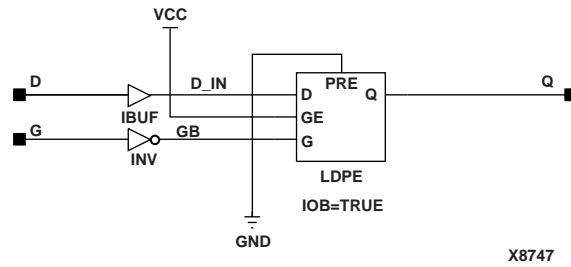 VCC
D
D_IN
PRE
Q
D
Q
IBUF
GE
G
GB
G
INV
LDPE
IOB=TRUE
GND
X8747